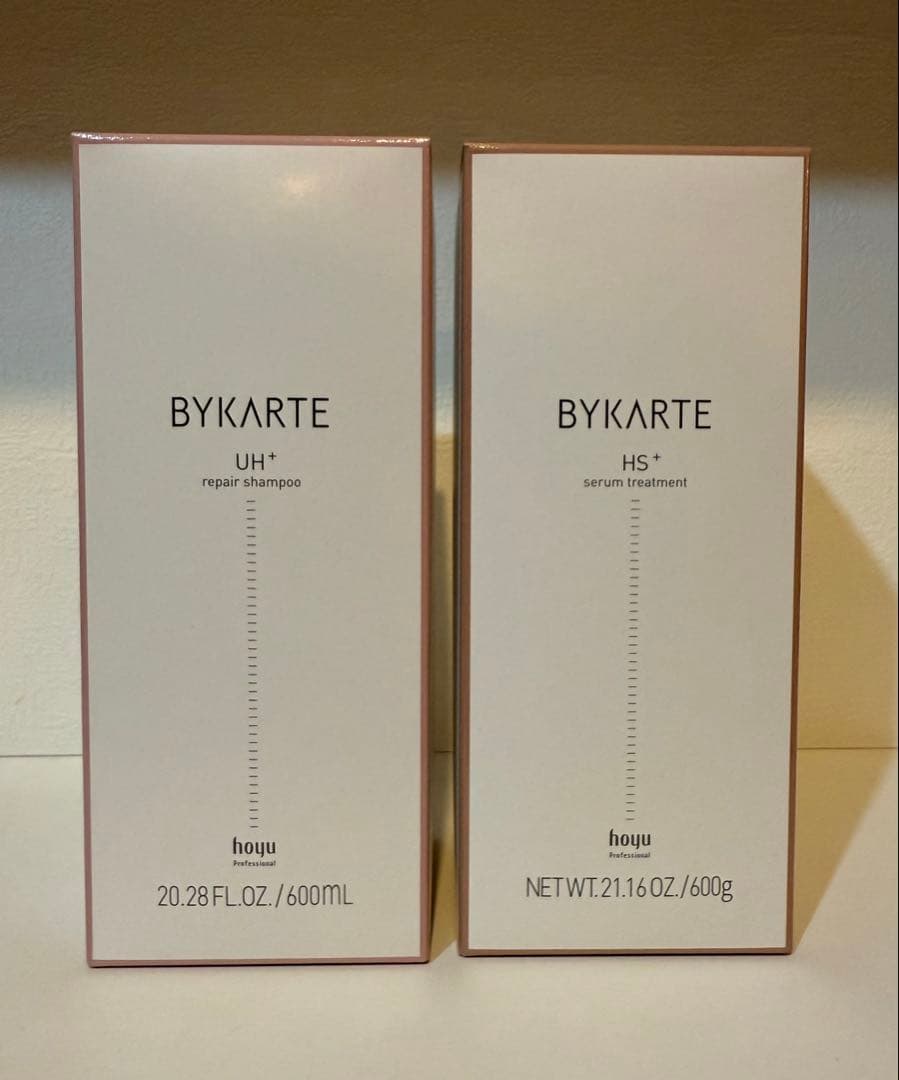 BYKARTE
UH+
repair shampoo
hoyu
Professional
20.28 FL.OZ./600mL
BYKARTE
HS+
serum treatment
hoyu
Professional
NET WT.21.16 OZ./600g